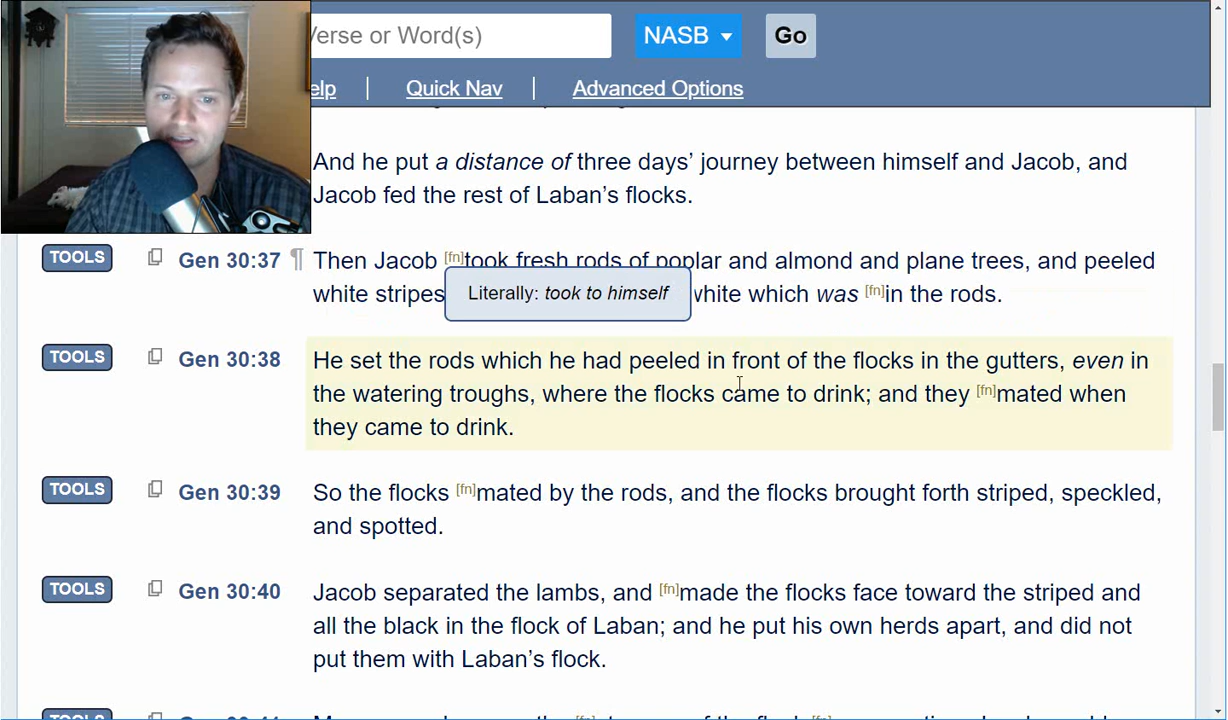 Verse or Word(s)
NASB
Go
elp | Quick Nav | Advanced Options
And he put a distance of three days’ journey between himself and Jacob, and
Jacob fed the rest of Laban’s flocks.
TOOLS Gen 30:37 ¶ Then Jacob [fn]took fresh rods of poplar and almond and plane trees, and peeled
white stripes
Literally: took to himself
white which was [fn]in the rods.
TOOLS Gen 30:38 He set the rods which he had peeled in front of the flocks in the gutters, even in
the watering troughs, where the flocks came to drink; and they [fn]mated when
they came to drink.
TOOLS Gen 30:39 So the flocks [fn]mated by the rods, and the flocks brought forth striped, speckled,
and spotted.
TOOLS Gen 30:40 Jacob separated the lambs, and [fn]made the flocks face toward the striped and
all the black in the flock of Laban; and he put his own herds apart, and did not
put them with Laban’s flock.
TOOLS